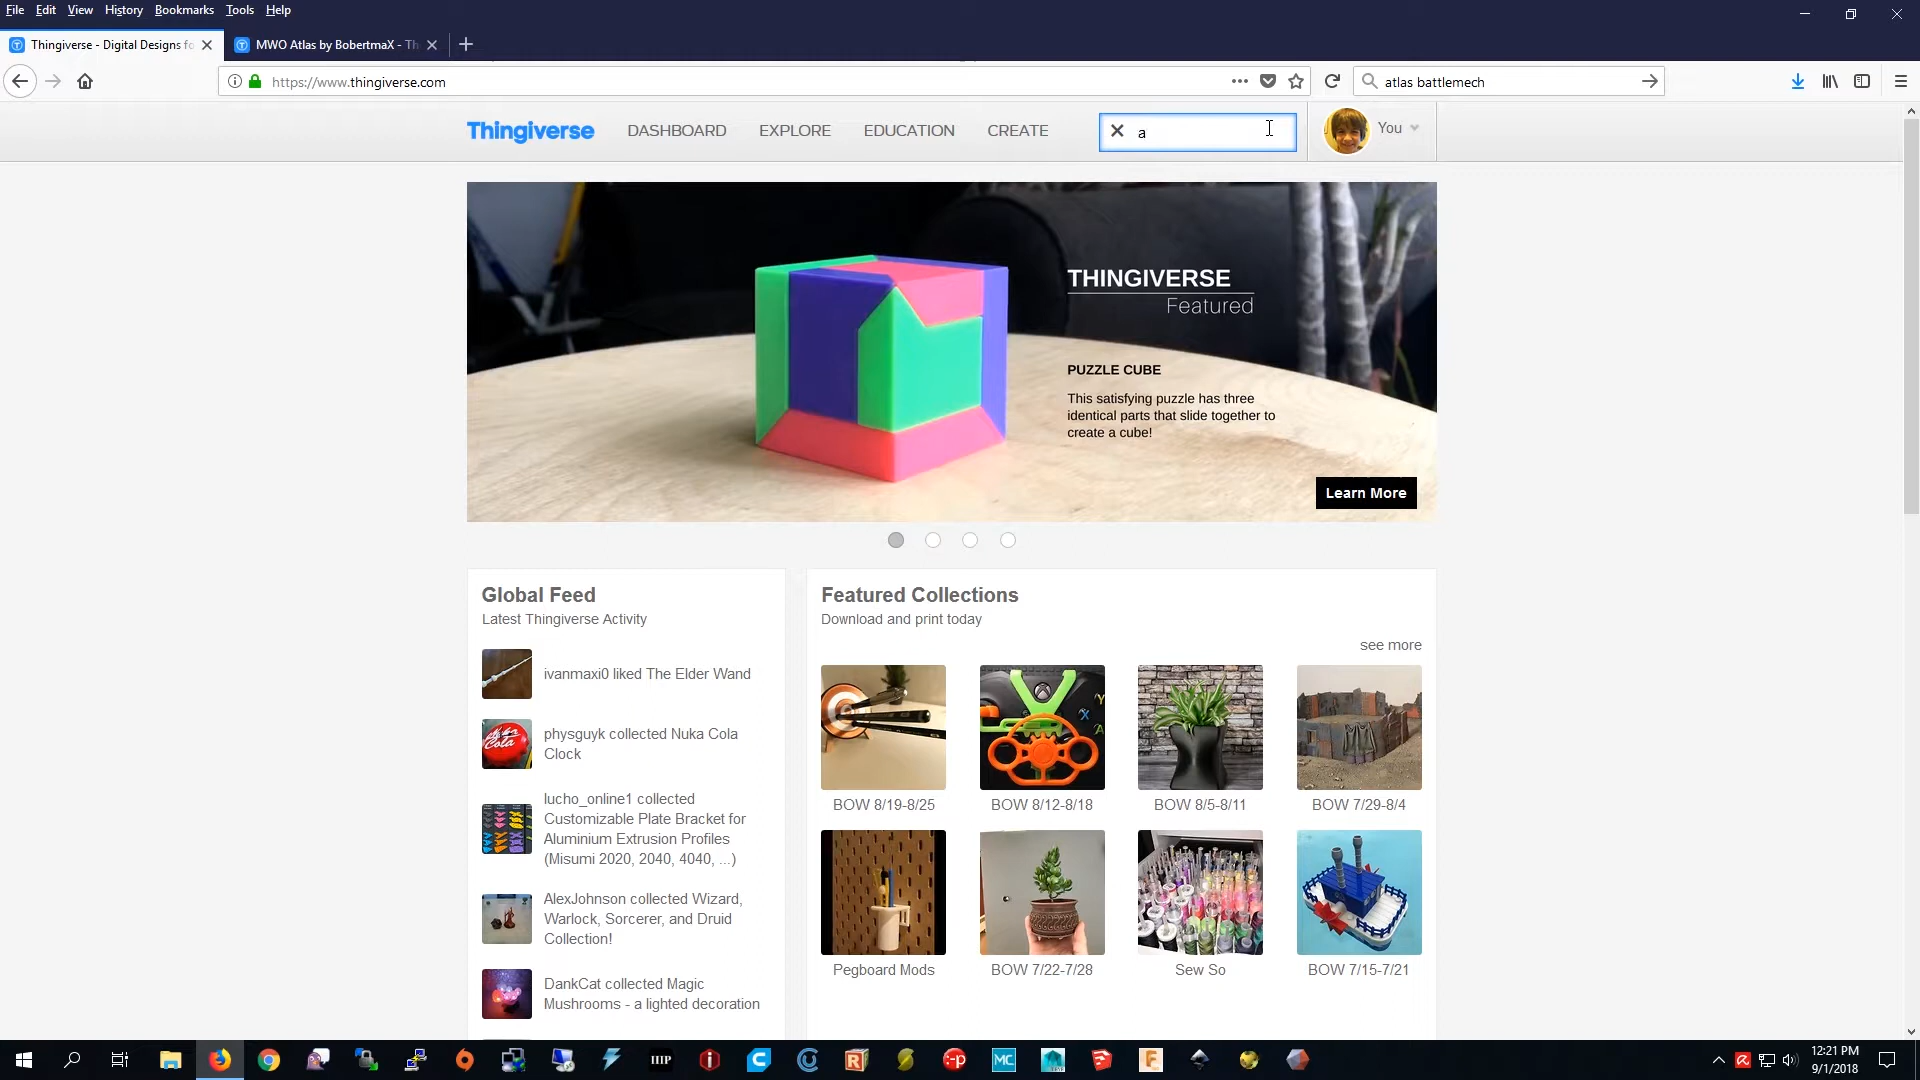 File Edit View History Bookmarks Tools Help
Thingiverse - Digital Designs fo
MWO Atlas by BobertmaX - Th
https://www.thingiverse.com
atlas battlemech
Thingiverse DASHBOARD EXPLORE EDUCATION CREATE
a
You
THINGIVERSE
Featured
PUZZLE CUBE
This satisfying puzzle has three
identical parts that slide together to
create a cube!
Learn More
Global Feed
Latest Thingiverse Activity
ivanmaxi0 liked The Elder Wand
physguyk collected Nuka Cola
Clock
lucho_online1 collected
Customizable Plate Bracket for
Aluminium Extrusion Profiles
(Misumi 2020, 2040, 4040, ...)
AlexJohnson collected Wizard,
Warlock, Sorcerer, and Druid
Collection!
DankCat collected Magic
Mushrooms - a lighted decoration
Featured Collections
Download and print today
see more
BOW 8/19-8/25
BOW 8/12-8/18
BOW 8/5-8/11
BOW 7/29-8/4
Pegboard Mods
BOW 7/22-7/28
Sew So
BOW 7/15-7/21
12:21 PM
9/1/2018